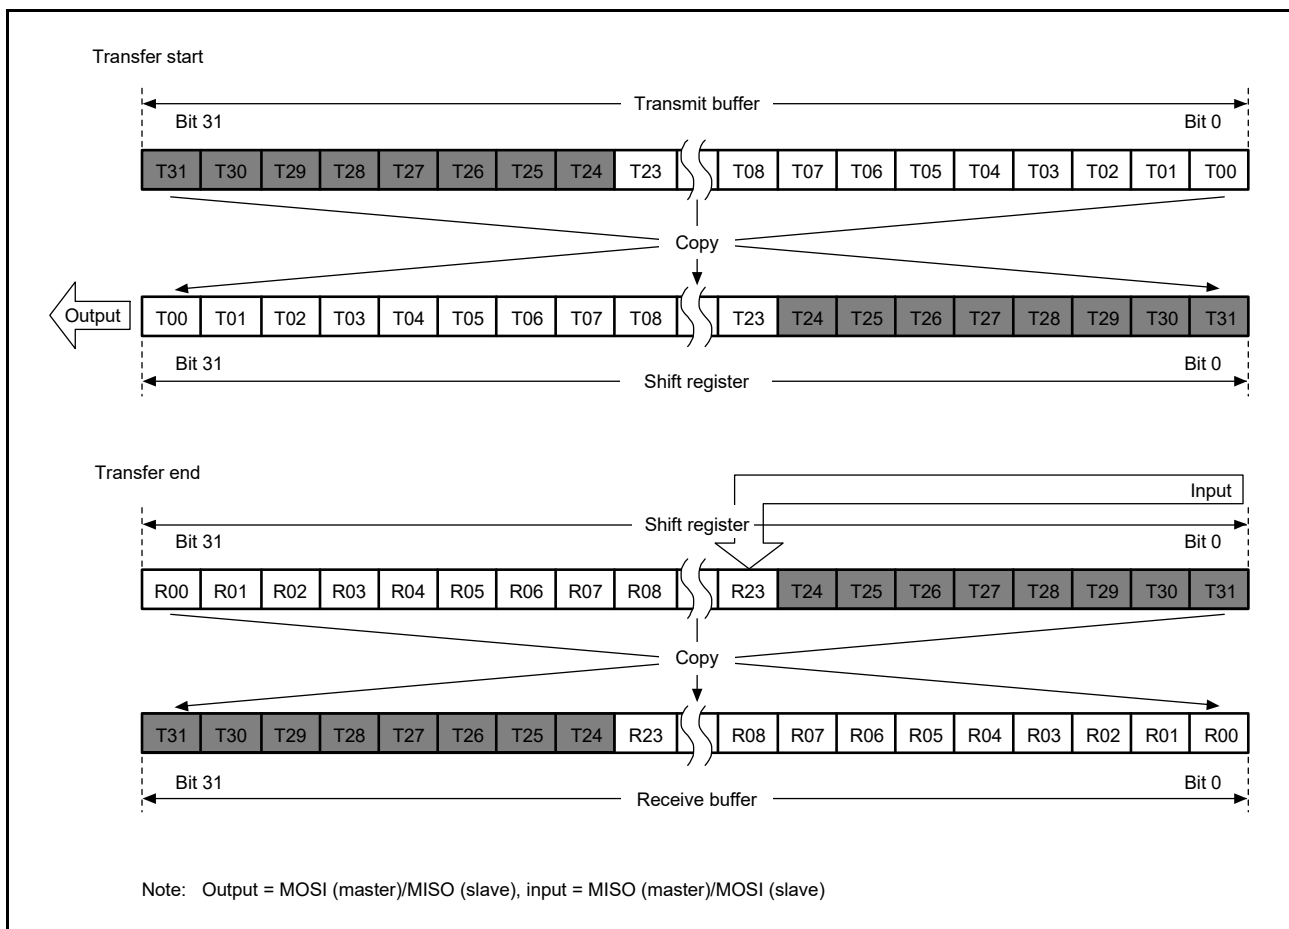 Transfer start
Transmit buffer
Bit 31 Bit 0
T31 T30 T29 T28 T27 T26 T25 T24 T23 T08 T07 T06 T05 T04 T03 T02 T01 T00
Copy
Output T00 T01 T02 T03 T04 T05 T06 T07 T08 T23 T24 T25 T26 T27 T28 T29 T30 T31
Bit 31 Bit 0
Shift register
Transfer end
Input
Shift register
Bit 31 Bit 0
R00 R01 R02 R03 R04 R05 R06 R07 R08 R23 T24 T25 T26 T27 T28 T29 T30 T31
Copy
T31 T30 T29 T28 T27 T26 T25 T24 R23 R08 R07 R06 R05 R04 R03 R02 R01 R00
Bit 31 Bit 0
Receive buffer
Note: Output = MOSI (master)/MISO (slave), input = MISO (master)/MOSI (slave)